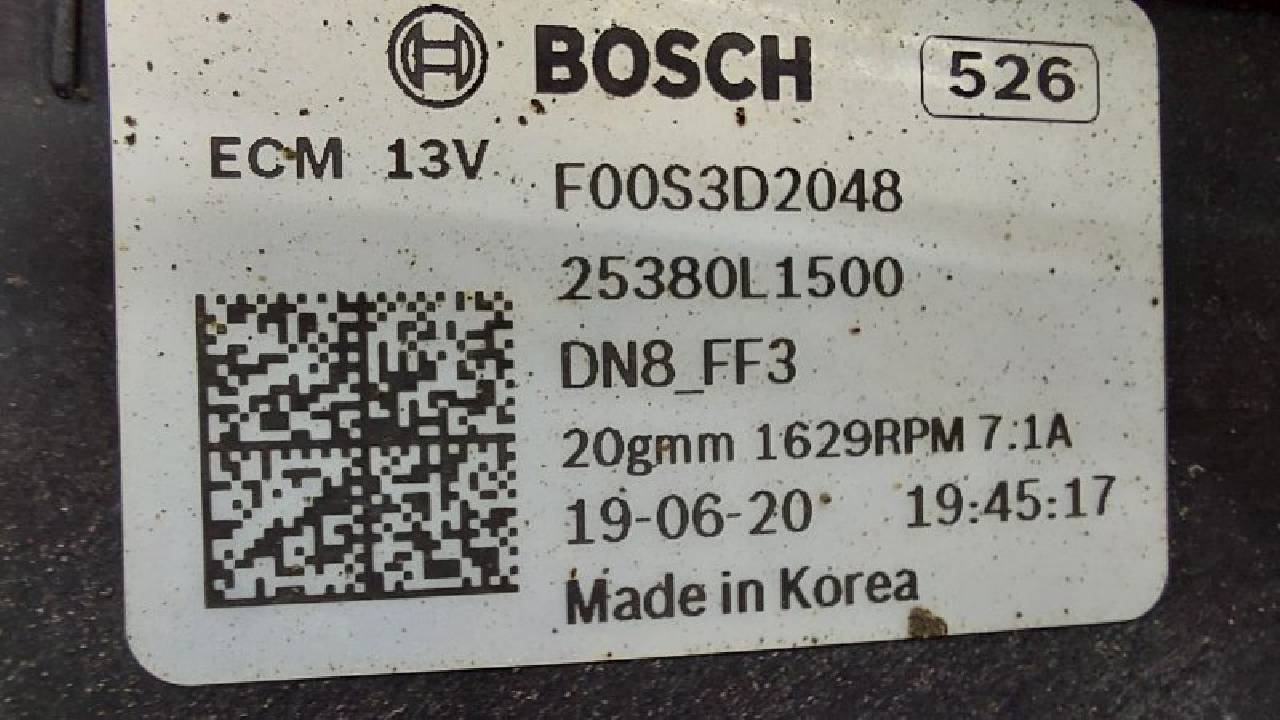 BOSCH 526
ECM 13V F00S3D2048
25380L1500
DN8_FF3
20gmm 1629RPM 7.1A
19-06-20 19:45:17
Made in Korea